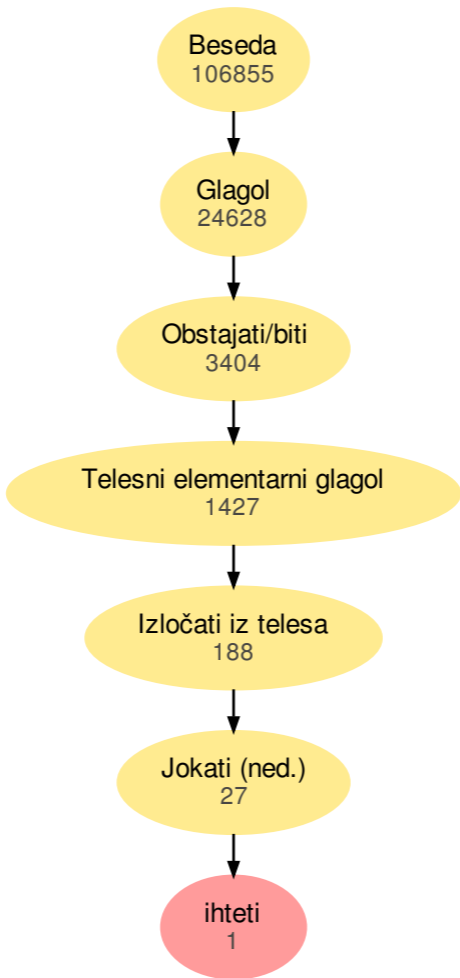 Beseda
106855
Glagol
24628
Obstajati/biti
3404
Telesni elementarni glagol
1427
Izločati iz telesa
188
Jokati (ned.)
27
ihteti
1